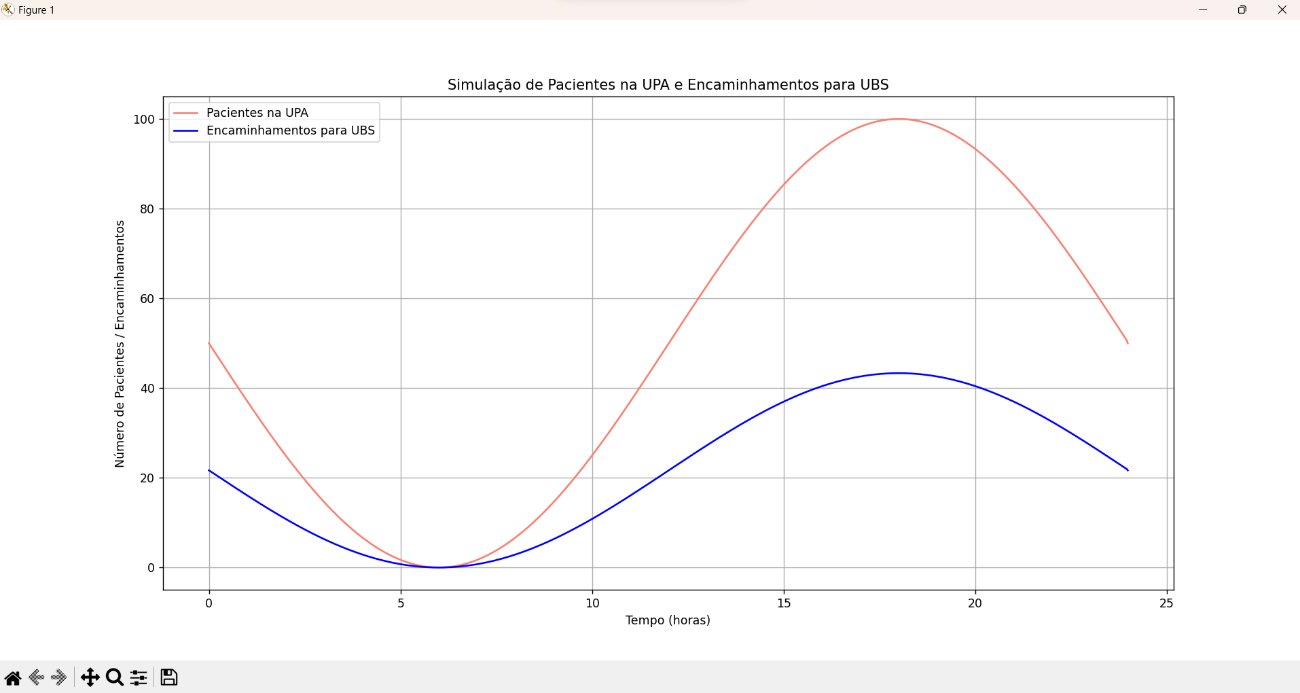 Figure 1
Simulação de Pacientes na UPA e Encaminhamentos para UBS
Pacientes na UPA
Encaminhamentos para UBS
Número de Pacientes / Encaminhamentos
100
80
60
40
20
0
0 5 10 15 20 25
Tempo (horas)